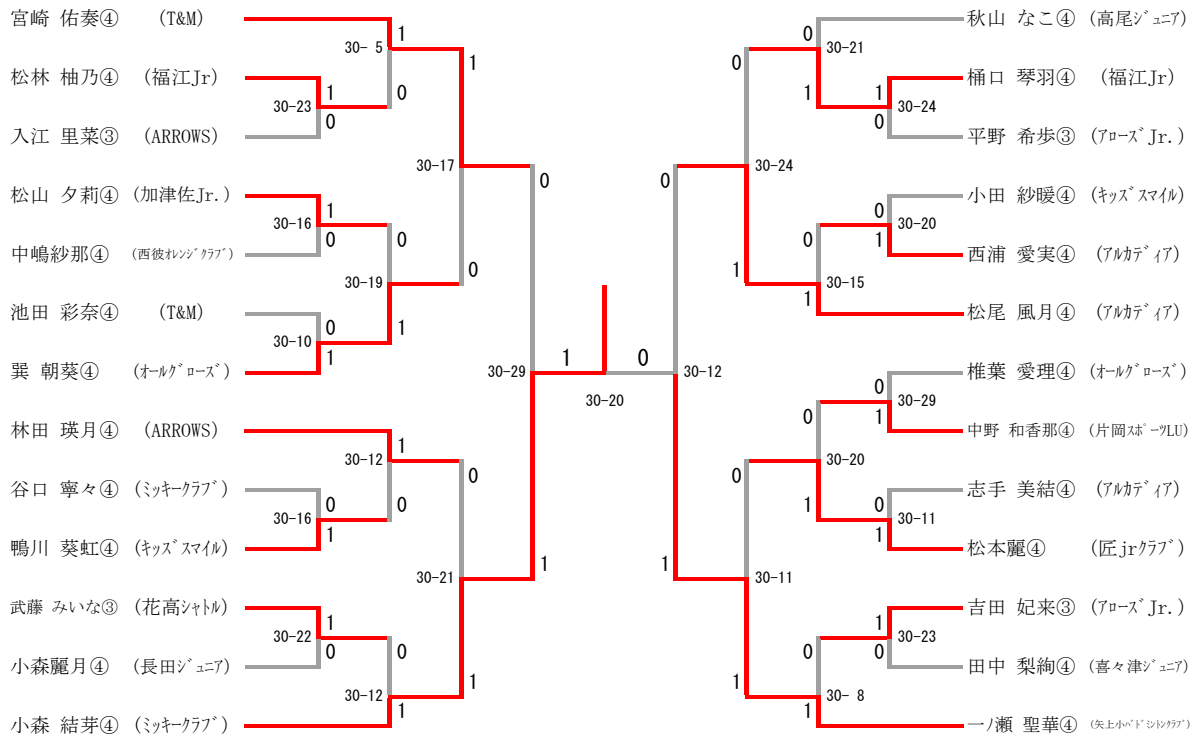 宮崎 佑奏④ (T&M)
松林 柚乃④ (福江Jr)
入江 里菜③ (ARROWS)
松山 夕莉④ (加津佐Jr.)
中嶋紗那④ (西彼ｵﾚﾝｼﾞｸﾗﾌﾞ)
池田 彩奈④ (T&M)
巽 朝葵④ (ｵｰﾙｸﾞﾛｰｽﾞ)
林田 瑛月④ (ARROWS)
谷口 寧々④ (ﾐｯｷｰｸﾗﾌﾞ)
鴨川 葵虹④ (ｷｯｽﾞｽﾏｲﾙ)
武藤 みいな③ (花高ｼｬﾄﾙ)
小森麗月④ (長田ｼﾞｭﾆｱ)
小森 結芽④ (ﾐｯｷｰｸﾗﾌﾞ)
30- 5
1
0
30-23
1
0
30-17
1
0
30-16
1
0
30-19
0
1
30-10
0
1
30-29
0
1
30-12
1
0
30-16
0
1
30-21
0
1
30-22
1
0
30-12
0
1
1
0
30-20
秋山 なこ④ (高尾ｼﾞｭﾆｱ)
桶口 琴羽④ (福江Jr)
平野 希歩③ (ｱﾛｰｽﾞJr.)
小田 紗暖④ (ｷｯｽﾞｽﾏｲﾙ)
西浦 愛実④ (ｱﾙｶﾃﾞｨｱ)
松尾 風月④ (ｱﾙｶﾃﾞｨｱ)
椎葉 愛理④ (ｵｰﾙｸﾞﾛｰｽﾞ)
中野 和香那④ (片岡ｽﾎﾟｰﾂLU)
志手 美結④ (ｱﾙｶﾃﾞｨｱ)
松本麗④ (匠jrｸﾗﾌﾞ)
吉田 妃来③ (ｱﾛｰｽﾞJr.)
田中 梨絢④ (喜々津ｼﾞｭﾆｱ)
一ﾉ瀬 聖華④ (矢上小ﾊﾞﾄﾞﾐﾝﾄﾝｸﾗﾌﾞ)
0
30-21
1
1
30-24
0
0
30-24
1
0
30-20
1
0
30-15
1
0
30-12
1
0
30-29
1
0
30-20
1
0
30-11
1
0
30-11
1
1
30-23
0
0
30- 8
1